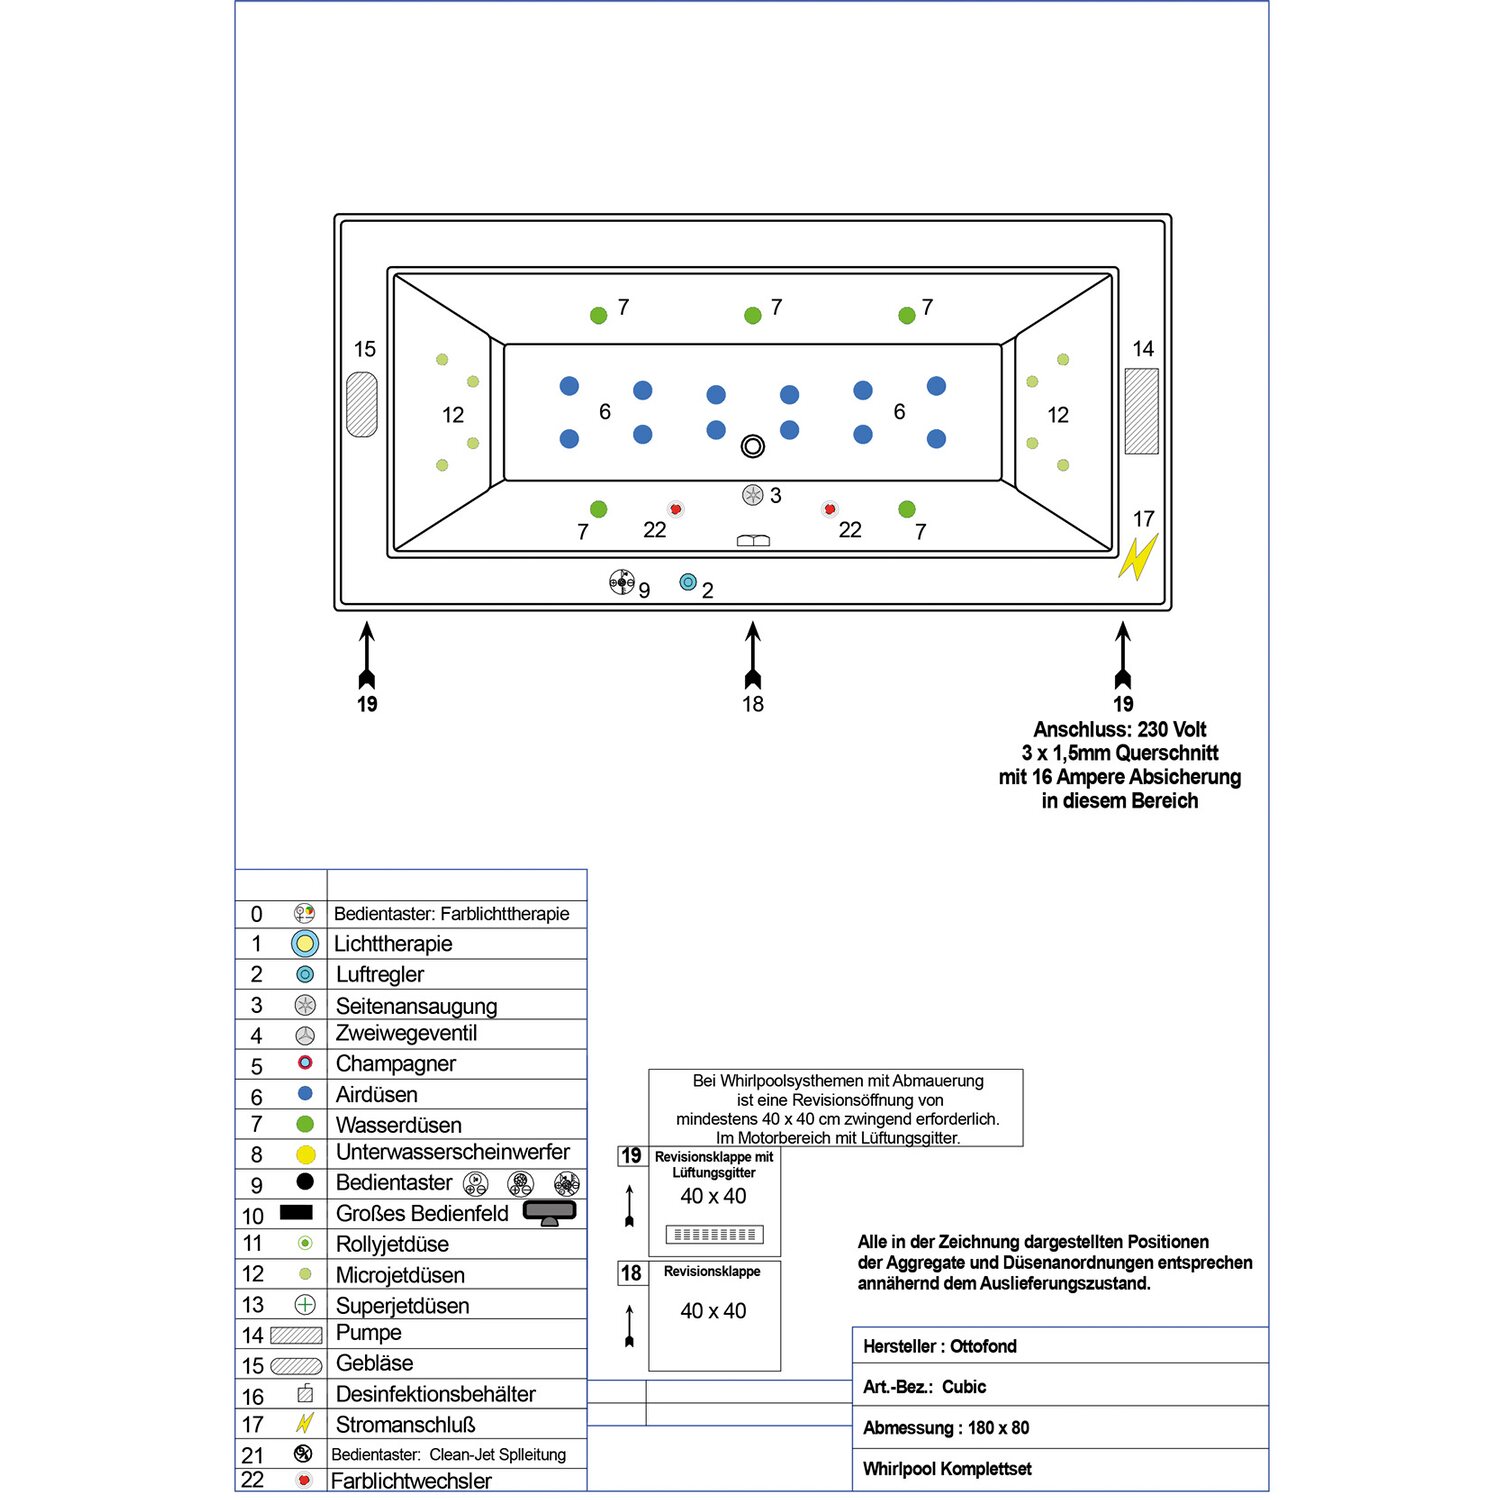 7 7 7
15 14
12 6 6 12
3
17
7 22 22 7
9 2
19 18 19
Anschluss: 230 Volt
3 x 1,5mm Querschnitt
mit 16 Ampere Absicherung
in diesem Bereich
0 Bedientaster: Farblichttherapie
1 Lichttherapie
2 Luftregler
3 Seitenansaugung
4 Zweiwegeventil
5 Champagner
6 Airdüsen
7 Wasserdüsen
8 Unterwasserscheinwerfer
9 Bedientaster
10 Großes Bedienfeld
11 Rollyjetdüse
12 Microjetdüsen
13 Superjetdüsen
14 Pumpe
15 Gebläse
16 Desinfektionsbehälter
17 Stromanschluß
21 Bedientaster: Clean-Jet Splleitung
22 Farblichtwechsler
Bei Whirlpoolsysthemen mit Abmauerung
ist eine Revisionsöffnung von
mindestens 40 x 40 cm zwingend erforderlich.
Im Motorbereich mit Lüftungsgitter.
19 Revisionsklappe mit
Lüftungsgitter
40 x 40
18 Revisionsklappe
40 x 40
Alle in der Zeichnung dargestellten Positionen
der Aggregate und Düsenanordnungen entsprechen
annähernd dem Auslieferungszustand.
Hersteller : Ottofond
Art.-Bez.: Cubic
Abmessung : 180 x 80
Whirlpool Komplettset